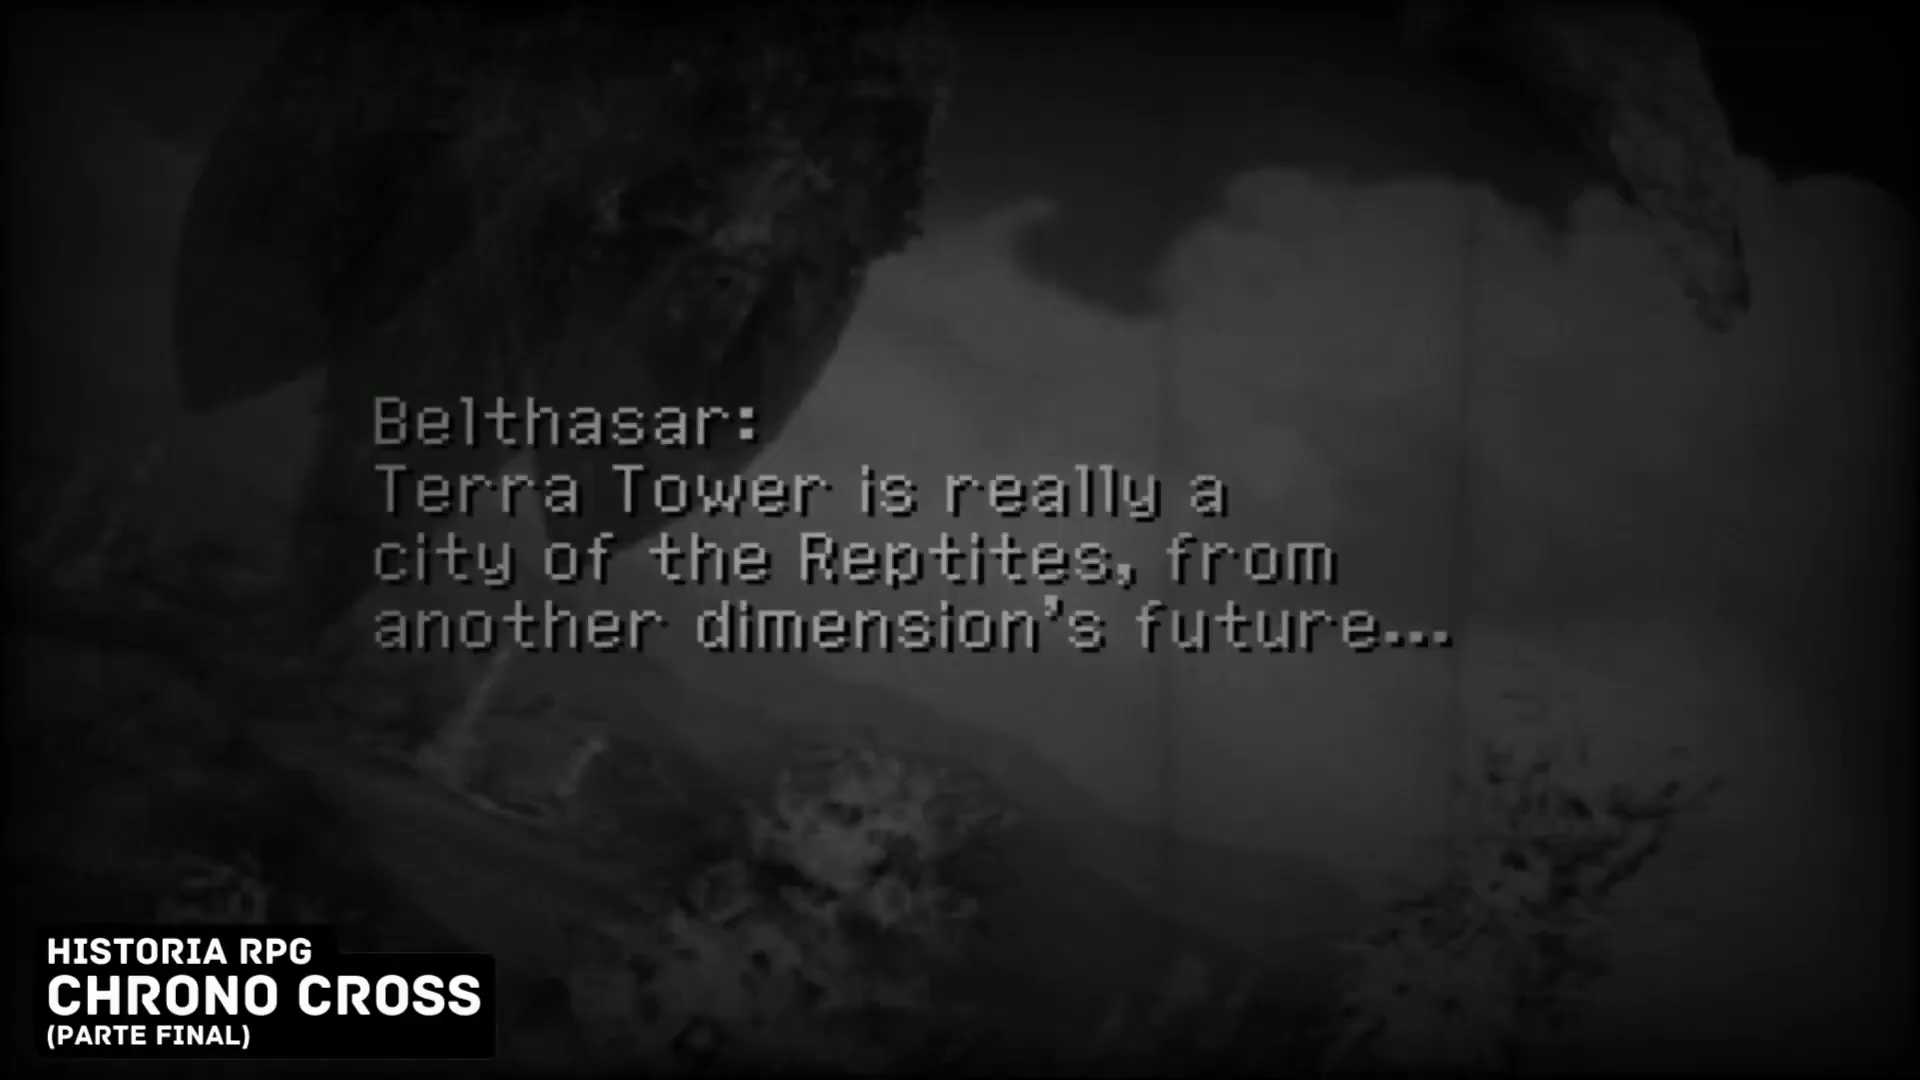 Belthasar:
Terra Tower is really a
city of the Reptites, from
another dimension's future...
HISTORIA RPG
CHRONO CROSS
(PARTE FINAL)